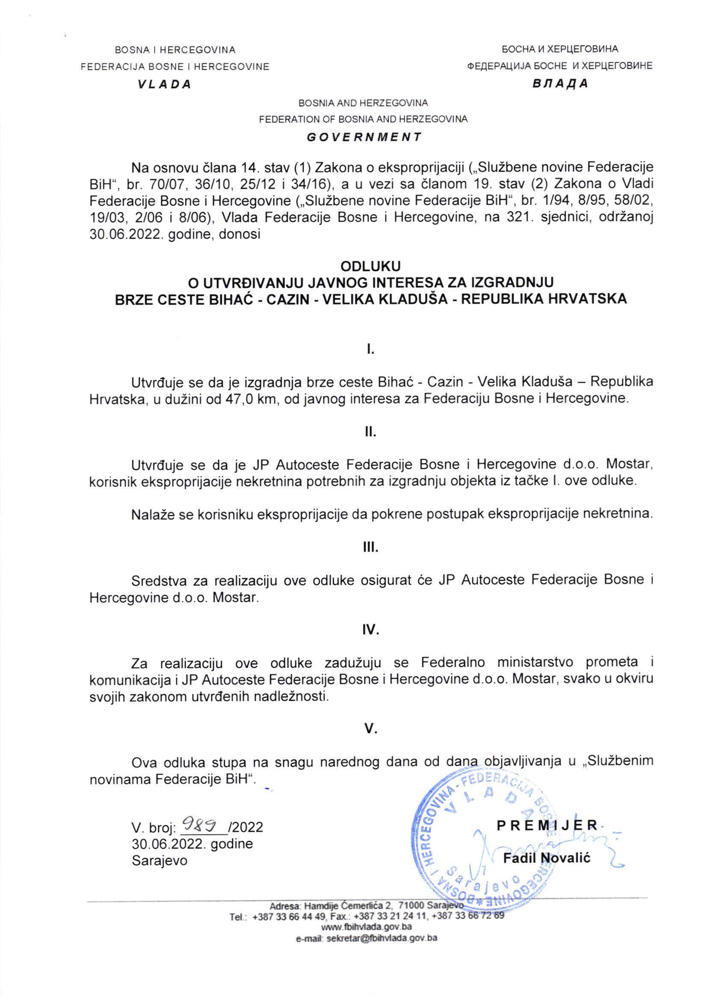 BOSNA I HERCEGOVINA
FEDERACIJA BOSNE I HERCEGOVINE
VLADA
БОСНА И ХЕРЦЕГОВИНА
ФЕДЕРАЦИЈА БОСНЕ И ХЕРЦЕГОВИНЕ
ВЛАДА
BOSNIA AND HERZEGOVINA
FEDERATION OF BOSNIA AND HERZEGOVINA
GOVERNMENT
Na osnovu člana 14. stav (1) Zakona o eksproprijaciji („Službene novine Federacije
BiH“, br. 70/07, 36/10, 25/12 i 34/16), a u vezi sa članom 19. stav (2) Zakona o Vladi
Federacije Bosne i Hercegovine („Službene novine Federacije BiH“, br. 1/94, 8/95, 58/02,
19/03, 2/06 i 8/06), Vlada Federacije Bosne i Hercegovine, na 321. sjednici, održanoj
30.06.2022. godine, donosi
ODLUKU
O UTVRĐIVANJU JAVNOG INTERESA ZA IZGRADNJU
BRZE CESTE BIHAĆ - CAZIN - VELIKA KLADUŠA - REPUBLIKA HRVATSKA
I.
Utvrđuje se da je izgradnja brze ceste Bihać - Cazin - Velika Kladuša – Republika
Hrvatska, u dužini od 47,0 km, od javnog interesa za Federaciju Bosne i Hercegovine.
II.
Utvrđuje se da je JP Autoceste Federacije Bosne i Hercegovine d.o.o. Mostar,
korisnik eksproprijacije nekretnina potrebnih za izgradnju objekta iz tačke I. ove odluke.
Nalaže se korisniku eksproprijacije da pokrene postupak eksproprijacije nekretnina.
III.
Sredstva za realizaciju ove odluke osigurat će JP Autoceste Federacije Bosne i
Hercegovine d.o.o. Mostar.
IV.
Za realizaciju ove odluke zadužuju se Federalno ministarstvo prometa i
komunikacija i JP Autoceste Federacije Bosne i Hercegovine d.o.o. Mostar, svako u okviru
svojih zakonom utvrđenih nadležnosti.
V.
Ova odluka stupa na snagu narednog dana od dana objavljivanja u „Službenim
novinama Federacije BiH“.
V. broj: 989 /2022
30.06.2022. godine
Sarajevo
BOSNA I HERCEGOVINA - FEDERACIJA BOSNE I HERCEGOVINE *
VLADA
Sarajevo
PREMIJER
Fadil Novalić
Adresa: Hamdije Čemerlića 2, 71000 Sarajevo
Tel.: +387 33 66 44 49, Fax.: +387 33 21 24 11, +387 33 66 72 69
www.fbihvlada.gov.ba
e-mail: sekretar@fbihvlada.gov.ba